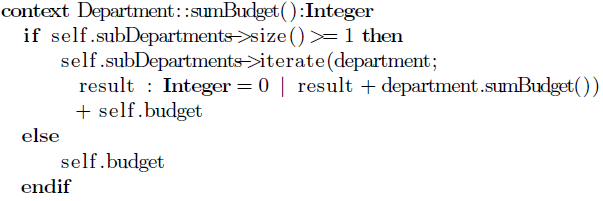 context Department::sumBudget():Integer
if self.subDepartments->size() >= 1 then
self.subDepartments->iterate(department;
result : Integer = 0 | result + department.sumBudget())
+ self.budget
else
self.budget
endif